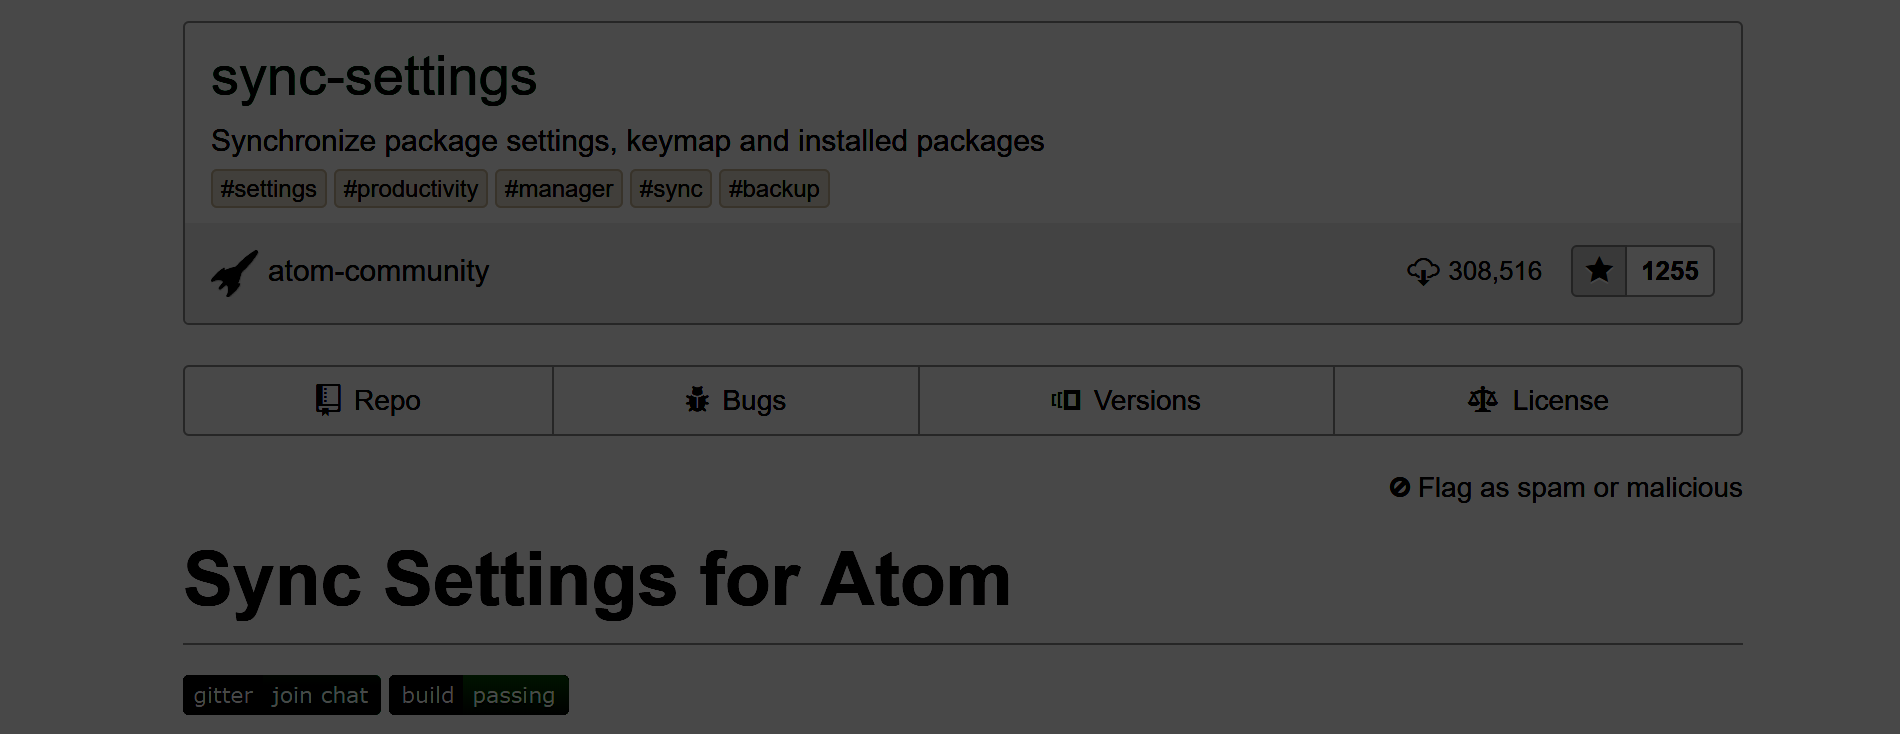 sync-settings
Synchronize package settings, keymap and installed packages
#settings #productivity #manager #sync #backup
atom-community 308,516 1255
Repo Bugs Versions License
Flag as spam or malicious
Sync Settings for Atom
gitter join chat build passing